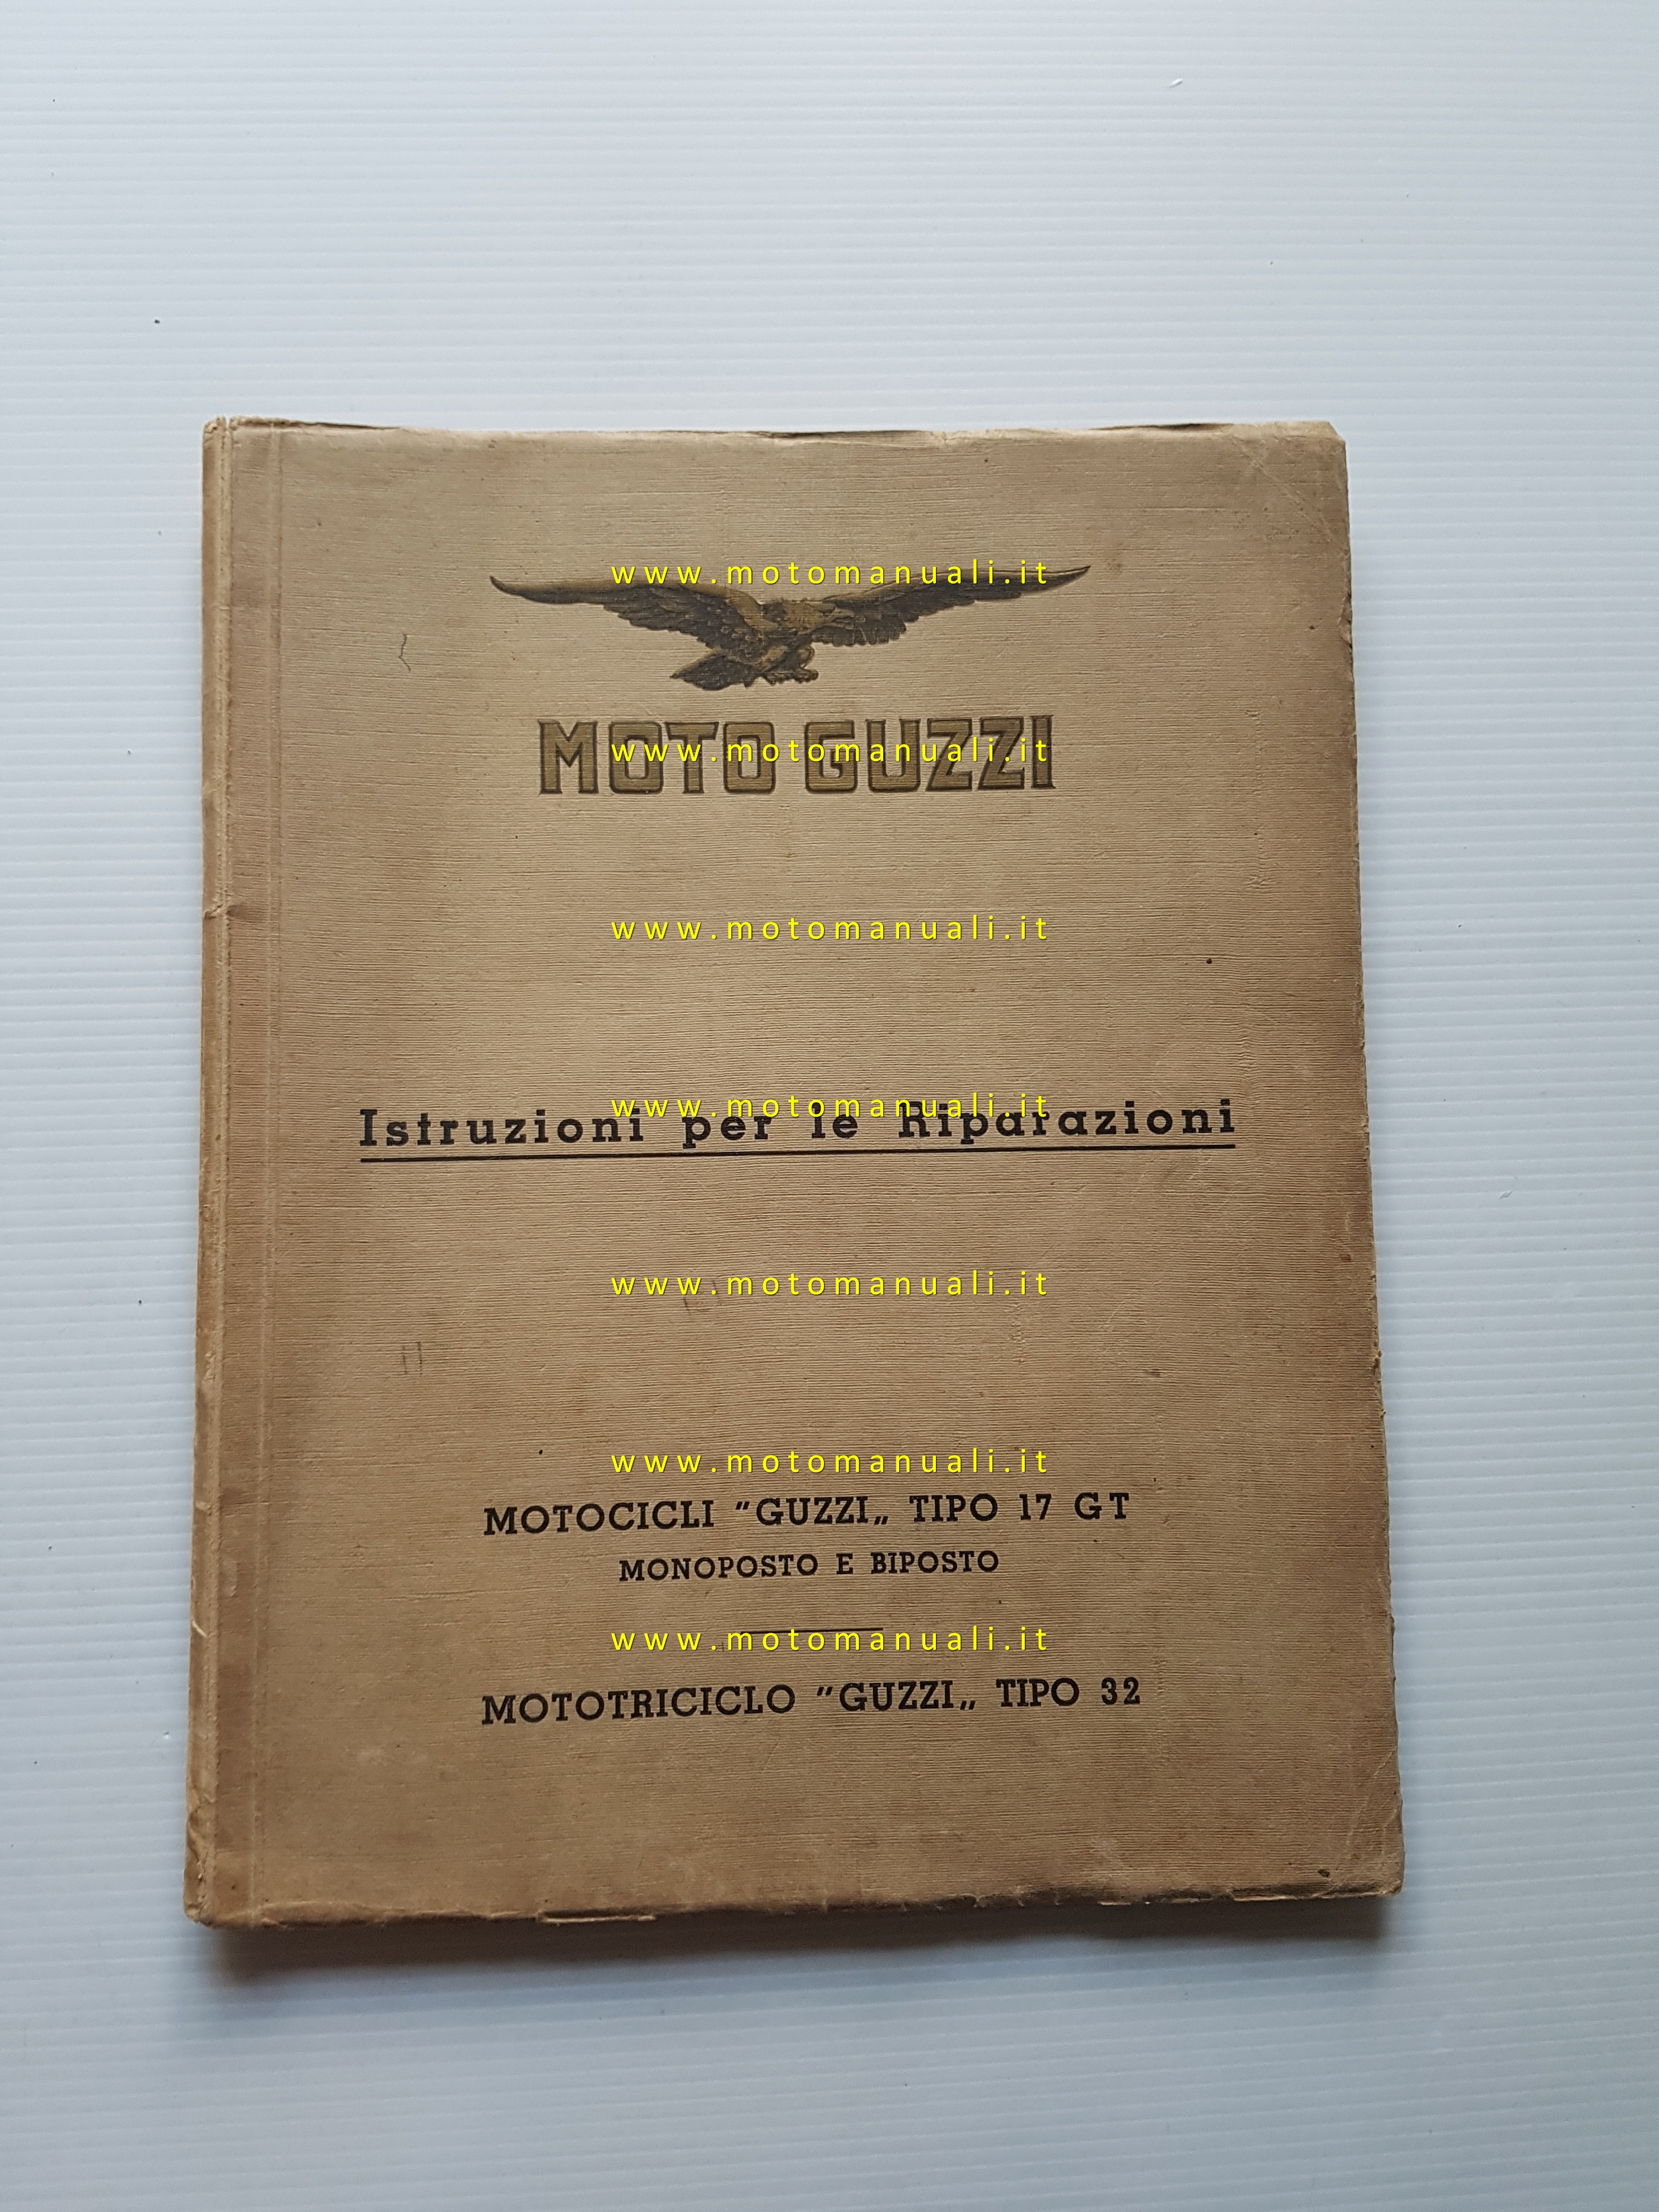 www.motomanuali.it
MOTO GUZZI
www.motomanuali.it
www.motomanuali.it
www.motomanuali.it
Istruzioni per le Riparazioni
www.motomanuali.it
www.motomanuali.it
MOTOCICLI "GUZZI„ TIPO 17 GT
MONOPOSTO E BIPOSTO
www.motomanuali.it
MOTOTRICICLO "GUZZI„ TIPO 32